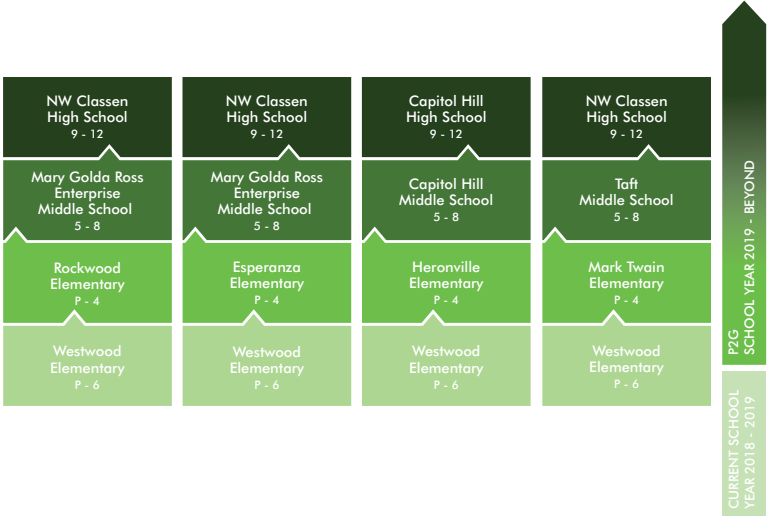 NW Classen
High School
9 - 12
Mary Golda Ross
Enterprise
Middle School
5 - 8
Rockwood
Elementary
P - 4
Westwood
Elementary
P - 6
NW Classen
High School
9 - 12
Mary Golda Ross
Enterprise
Middle School
5 - 8
Esperanza
Elementary
P - 4
Westwood
Elementary
P - 6
Capitol Hill
High School
9 - 12
Capitol Hill
Middle School
5 - 8
Heronville
Elementary
P - 4
Westwood
Elementary
P - 6
NW Classen
High School
9 - 12
Taft
Middle School
5 - 8
Mark Twain
Elementary
P - 4
Westwood
Elementary
P - 6
P2G
SCHOOL YEAR 2019 - BEYOND
CURRENT SCHOOL
YEAR 2018 - 2019